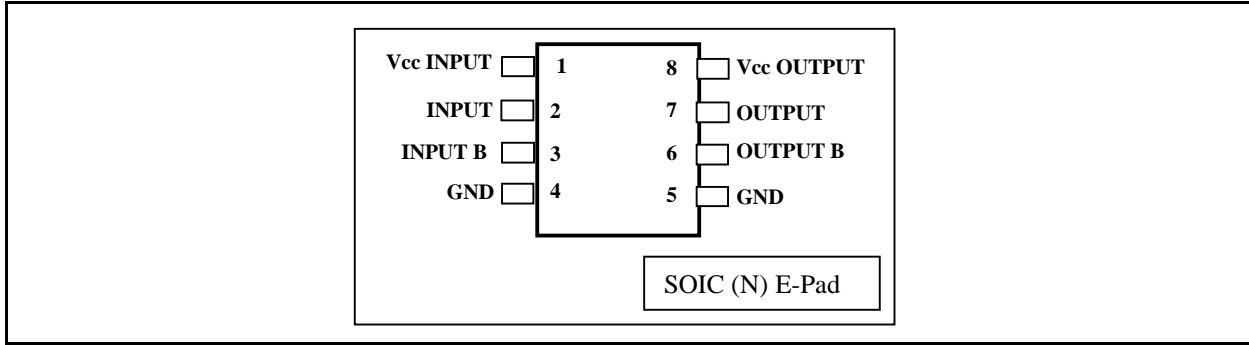 Vcc INPUT 1 8 Vcc OUTPUT
INPUT 2 7 OUTPUT
INPUT B 3 6 OUTPUT B
GND 4 5 GND
SOIC (N) E-Pad